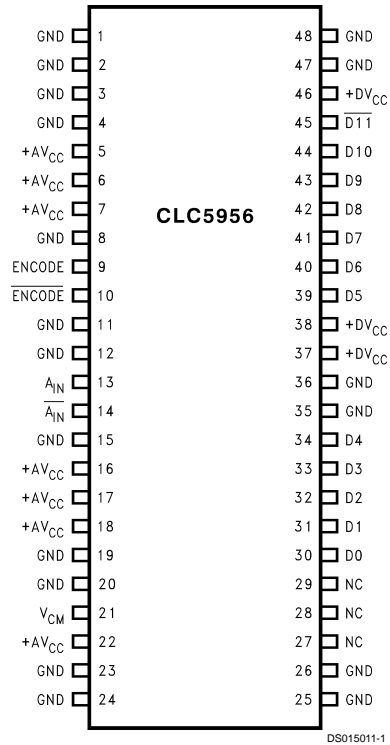 GND 1 48 GND
GND 2 47 GND
GND 3 46 +DVCC
GND 4 45 D̅1̅1̅
+AVCC 5 44 D10
+AVCC 6 43 D9
+AVCC 7 42 D8
CLC5956
GND 8 41 D7
ENCODE 9 40 D6
E̅N̅C̅O̅D̅E̅ 10 39 D5
GND 11 38 +DVCC
GND 12 37 +DVCC
AIN 13 36 GND
A̅I̅N̅ 14 35 GND
GND 15 34 D4
+AVCC 16 33 D3
+AVCC 17 32 D2
+AVCC 18 31 D1
GND 19 30 D0
GND 20 29 NC
VCM 21 28 NC
+AVCC 22 27 NC
GND 23 26 GND
GND 24 25 GND
DS015011-1